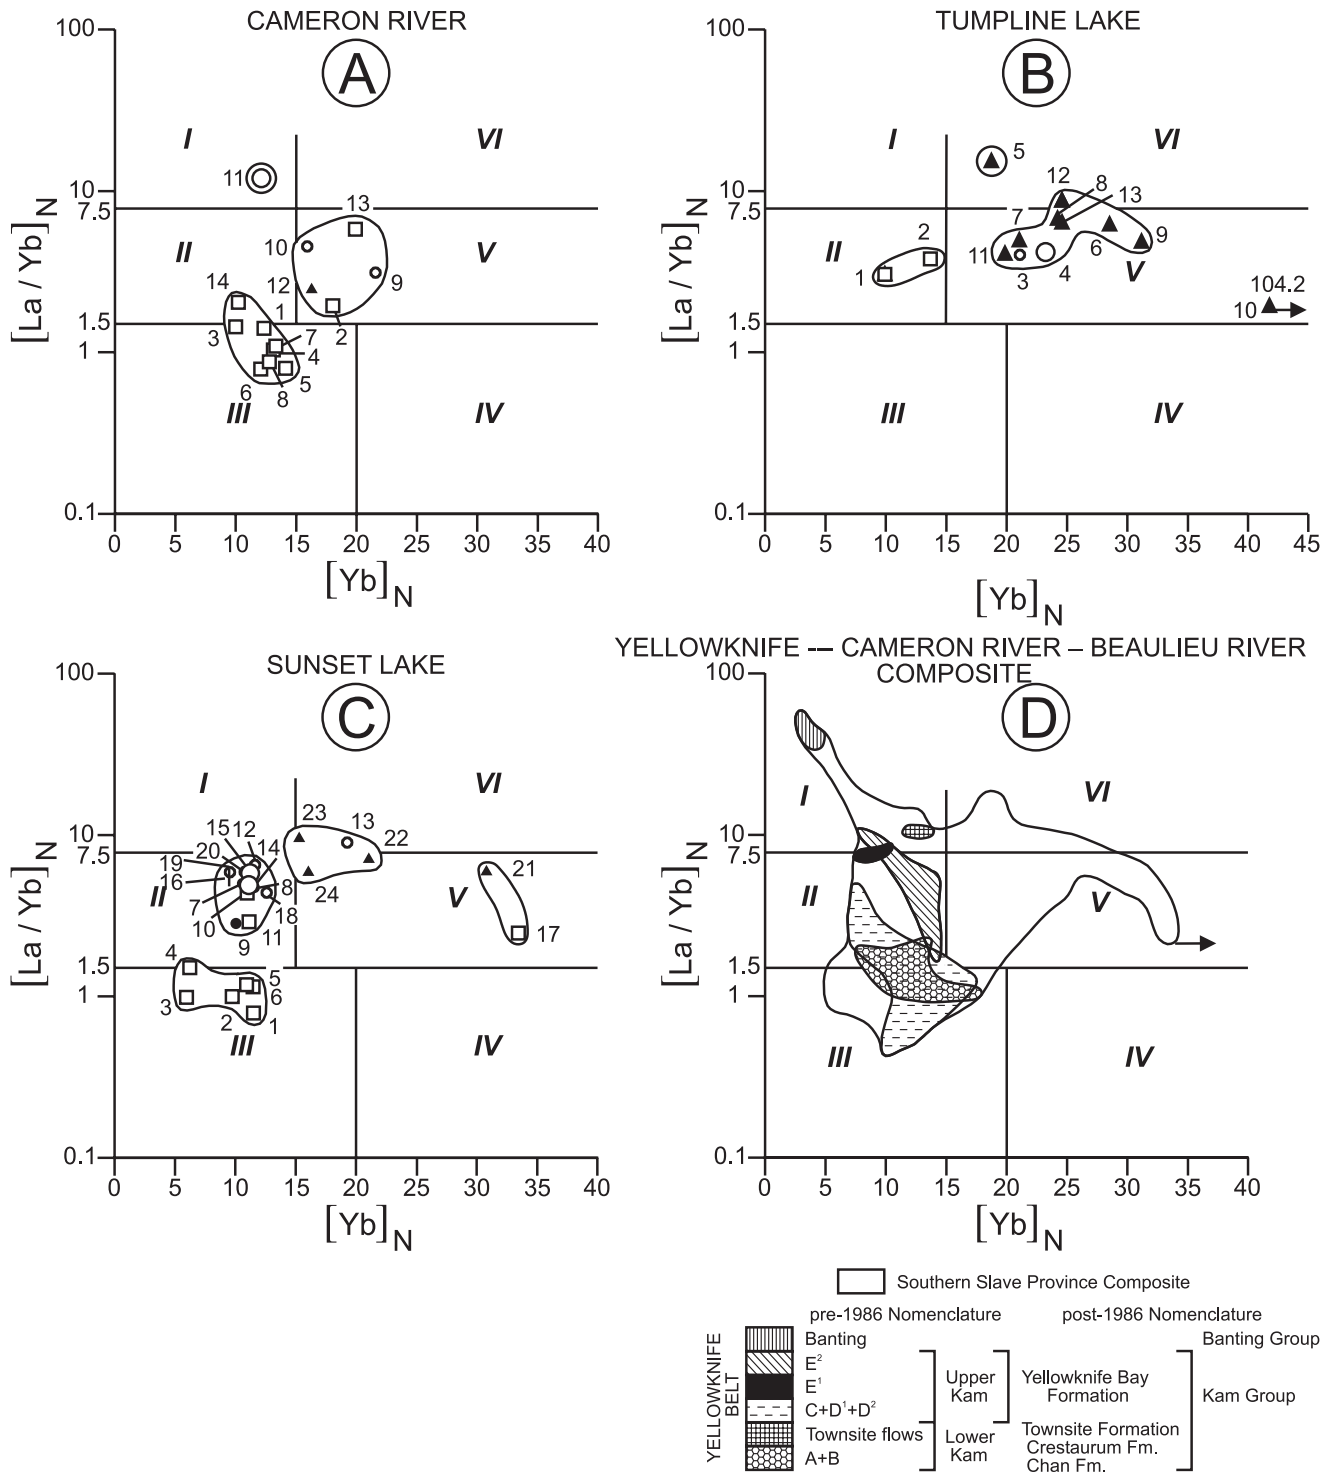 CAMERON RIVER
A
100
10
7.5
1.5
1
0.1
[La / Yb]N
I
VI
II
V
III
IV
11
13
10
9
12
2
14
1
3
7
4
6
8
5
0 5 10 15 20 25 30 35 40
[Yb]N
TUMPLINE LAKE
B
100
10
7.5
1.5
1
0.1
[La / Yb]N
I
VI
II
V
III
IV
5
12
8
13
7
2
11
6
9
1
3
4
104.2
10
0 5 10 15 20 25 30 35 40 45
[Yb]N
SUNSET LAKE
C
100
10
7.5
1.5
1
0.1
[La / Yb]N
I
VI
II
V
III
IV
23
13
15 12
22
20
14
19
16
24
21
7
8
10
18
9
11
17
4
5
6
3
2
1
0 5 10 15 20 25 30 35 40
[Yb]N
YELLOWKNIFE -- CAMERON RIVER – BEAULIEU RIVER
COMPOSITE
D
100
10
7.5
1.5
1
0.1
[La / Yb]N
I
VI
II
V
III
IV
0 5 10 15 20 25 30 35 40
[Yb]N
Southern Slave Province Composite
pre-1986 Nomenclature post-1986 Nomenclature
YELLOWKNIFE
BELT
Banting
Banting Group
E²
E¹
C+D¹+D²
Upper
Kam
Yellowknife Bay
Formation
Kam Group
Townsite flows
A+B
Lower
Kam
Townsite Formation
Crestaurum Fm.
Chan Fm.